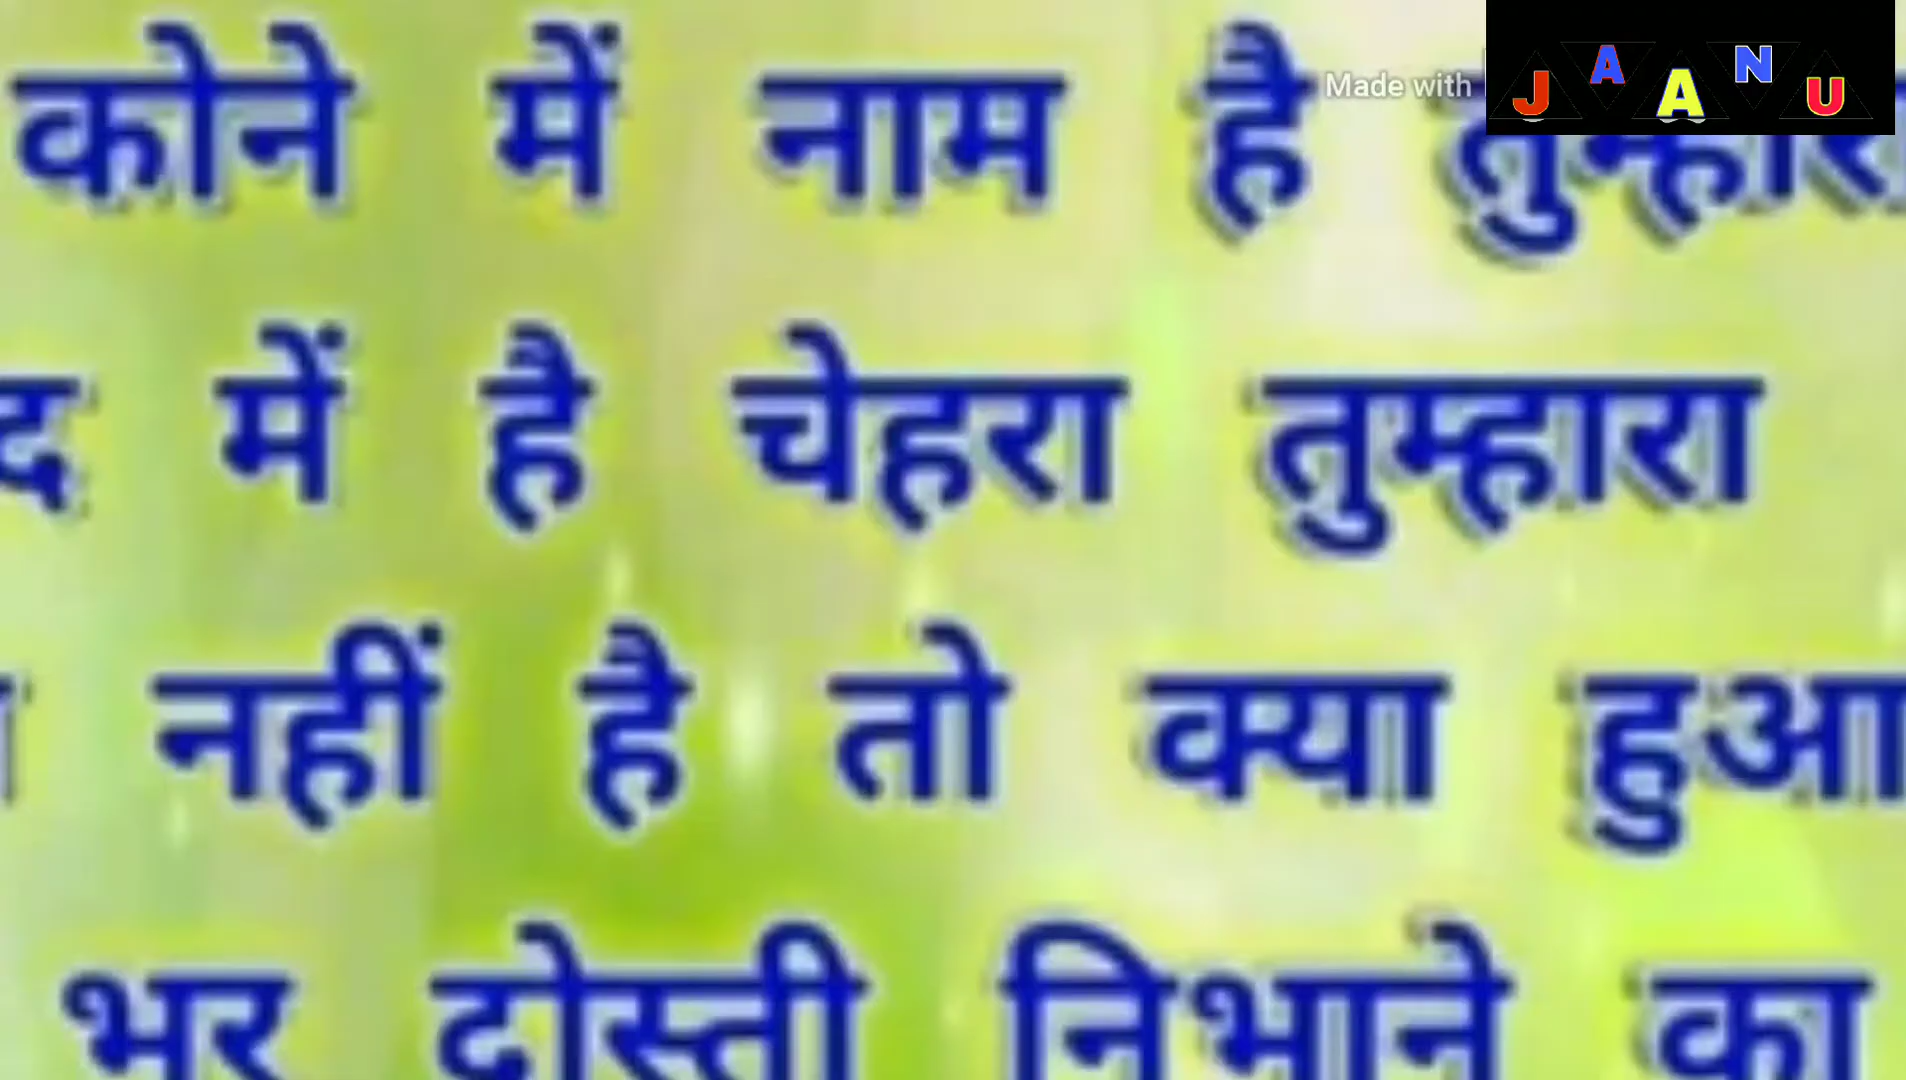 कोने में नाम है तुम्हारा
Made with
JAANU
में है चेहरा तुम्हारा
नहीं है तो क्या हुआ
भर दोस्ती निभाने का